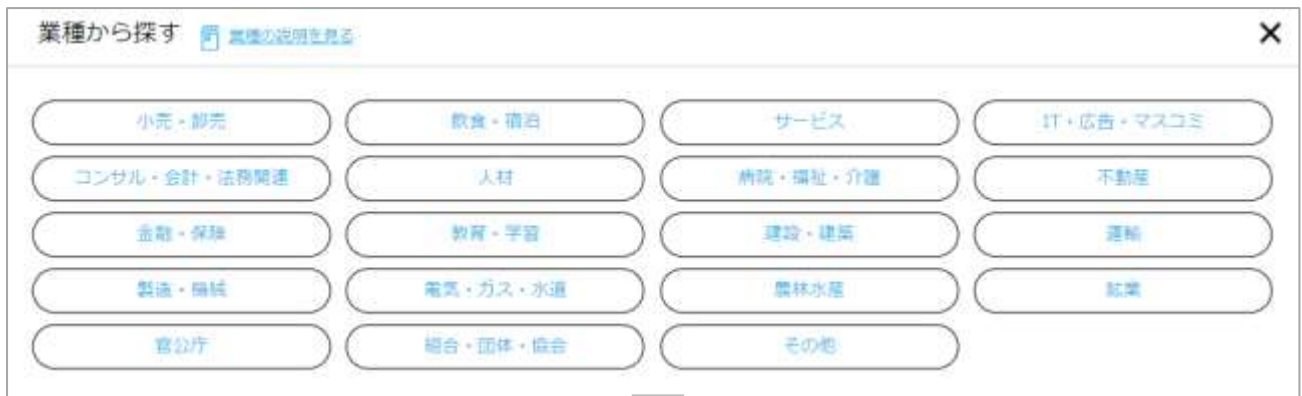 業種から探す 業種の説明を見る
小売・卸売 飲食・宿泊 サービス IT・広告・マスコミ
コンサル・会計・法務関連 人材 病院・福祉・介護 不動産
金融・保険 教育・学習 建設・建築 運輸
製造・機械 電気・ガス・水道 農林水産 鉱業
官公庁 組合・団体・協会 その他